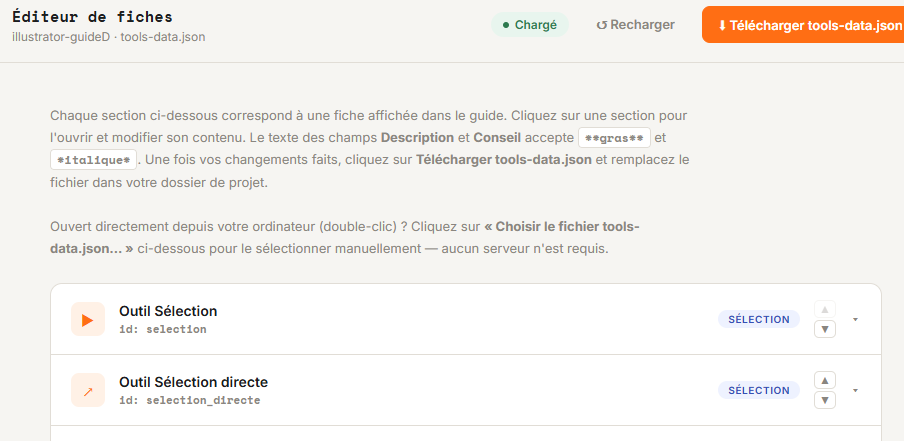 Éditeur de fiches
illustrator-guideD · tools-data.json
● Chargé
↺ Recharger
⬇ Télécharger tools-data.json
Chaque section ci-dessous correspond à une fiche affichée dans le guide. Cliquez sur une section pour
l'ouvrir et modifier son contenu. Le texte des champs Description et Conseil accepte **gras** et
*italique*. Une fois vos changements faits, cliquez sur Télécharger tools-data.json et remplacez le
fichier dans votre dossier de projet.
Ouvert directement depuis votre ordinateur (double-clic) ? Cliquez sur « Choisir le fichier tools-
data.json… » ci-dessous pour le sélectionner manuellement — aucun serveur n'est requis.
Outil Sélection
id: selection
SÉLECTION
Outil Sélection directe
id: selection_directe
SÉLECTION